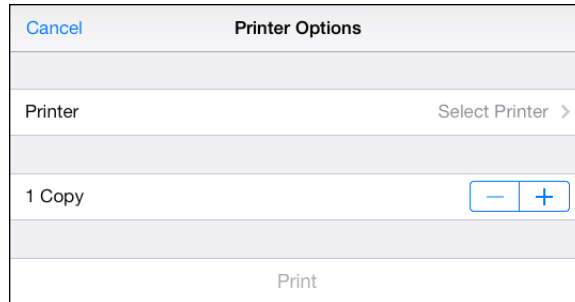 Cancel Printer Options
Printer Select Printer >
1 Copy − +
Print